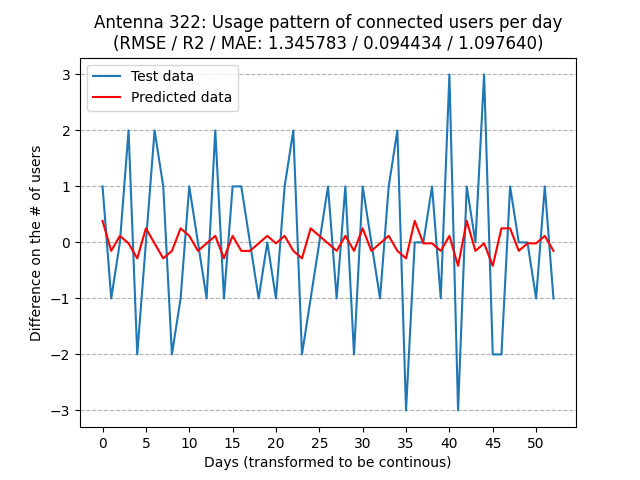 Antenna 322: Usage pattern of connected users per day
(RMSE / R2 / MAE: 1.345783 / 0.094434 / 1.097640)
Test data
Predicted data
Difference on the # of users
3
2
1
0
−1
−2
−3
0 5 10 15 20 25 30 35 40 45 50
Days (transformed to be continous)